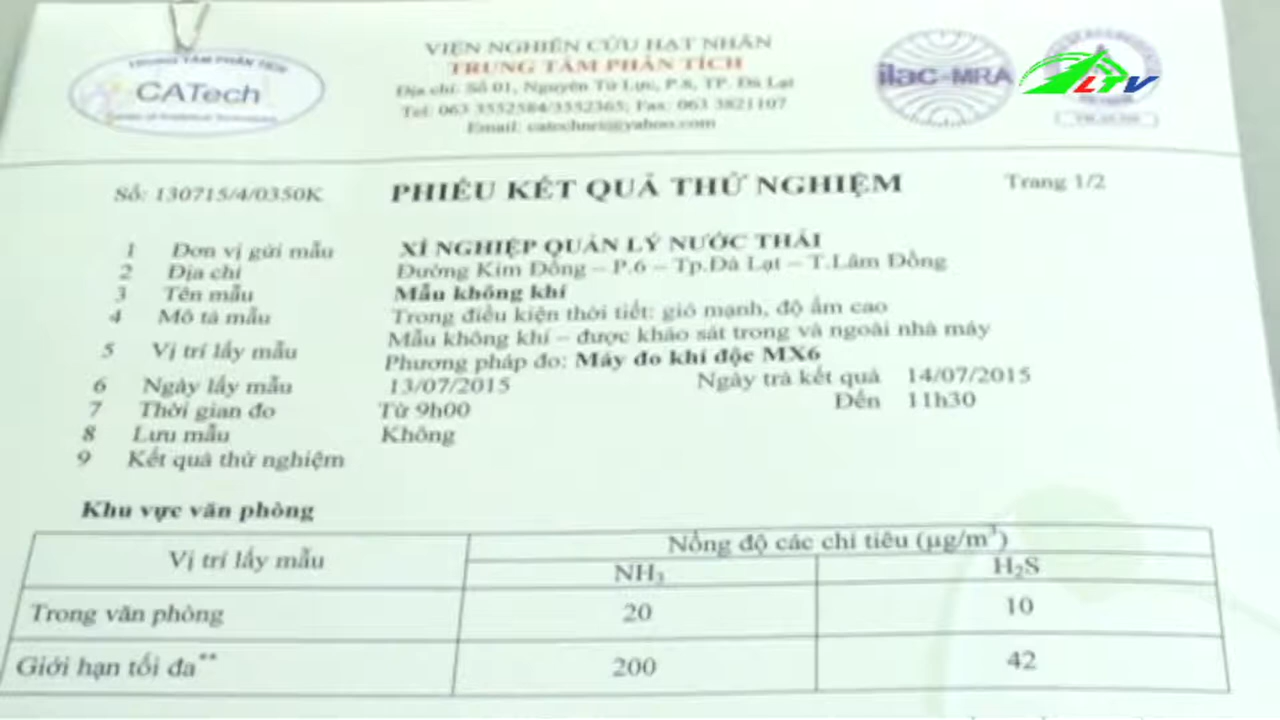 TRUNG TÂM PHÂN TÍCH
CATech
VIỆN NGHIÊN CỨU HẠT NHÂN
TRUNG TÂM PHÂN TÍCH
Địa chỉ: Số 01, Nguyên Tử Lực, P.8, TP. Đà Lạt
Tel: 063 3552584/3552365; Fax: 063 3821107
Email: catechnri@yahoo.com
ilac-MRA
LTV
Số: 130715/4/0350K
PHIẾU KẾT QUẢ THỬ NGHIỆM
Trang 1/2
1 Đơn vị gửi mẫu XÍ NGHIỆP QUẢN LÝ NƯỚC THẢI
2 Địa chỉ Đường Kim Đồng – P.6 – Tp.Đà Lạt – T.Lâm Đồng
3 Tên mẫu Mẫu không khí
4 Mô tả mẫu Trong điều kiện thời tiết: gió mạnh, độ ẩm cao
Mẫu không khí – được khảo sát trong và ngoài nhà máy
5 Vị trí lấy mẫu Phương pháp đo: Máy đo khí độc MX6
6 Ngày lấy mẫu 13/07/2015 Ngày trả kết quả 14/07/2015
7 Thời gian đo Từ 9h00 Đến 11h30
8 Lưu mẫu Không
9 Kết quả thử nghiệm
Khu vực văn phòng
Vị trí lấy mẫu Nồng độ các chỉ tiêu (µg/m³)
NH₃ H₂S
Trong văn phòng 20 10
Giới hạn tối đa** 200 42